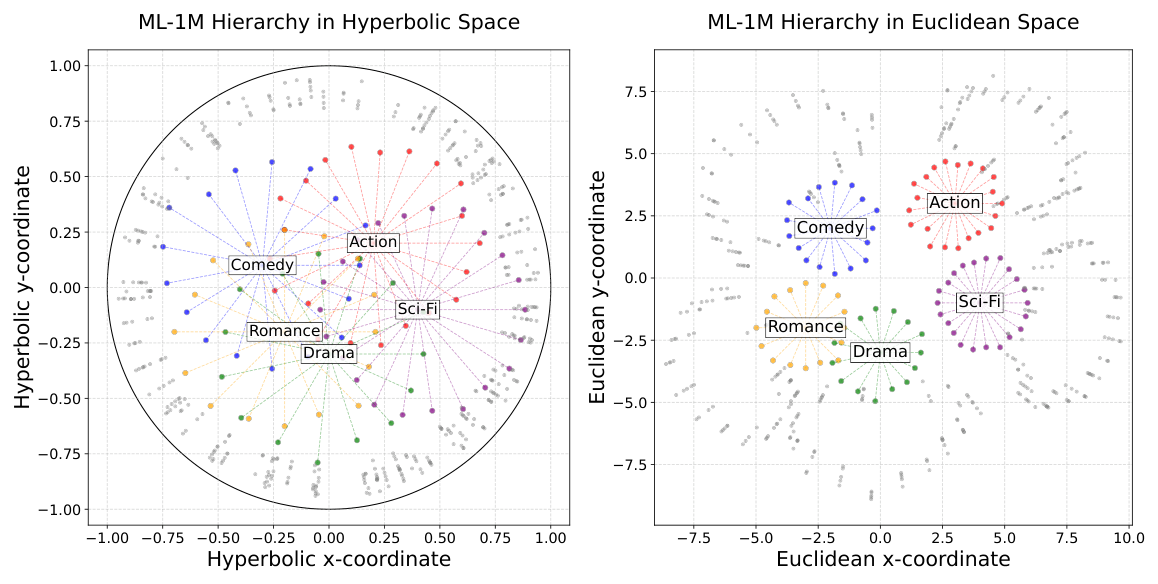 ML-1M Hierarchy in Hyperbolic Space
1.00
0.75
0.50
0.25
0.00
−0.25
−0.50
−0.75
−1.00
Hyperbolic y-coordinate
Action
Comedy
Sci-Fi
Romance
Drama
−1.00 −0.75 −0.50 −0.25 0.00 0.25 0.50 0.75 1.00
Hyperbolic x-coordinate
ML-1M Hierarchy in Euclidean Space
7.5
5.0
2.5
0.0
−2.5
−5.0
−7.5
Euclidean y-coordinate
Action
Comedy
Sci-Fi
Romance
Drama
−7.5 −5.0 −2.5 0.0 2.5 5.0 7.5 10.0
Euclidean x-coordinate